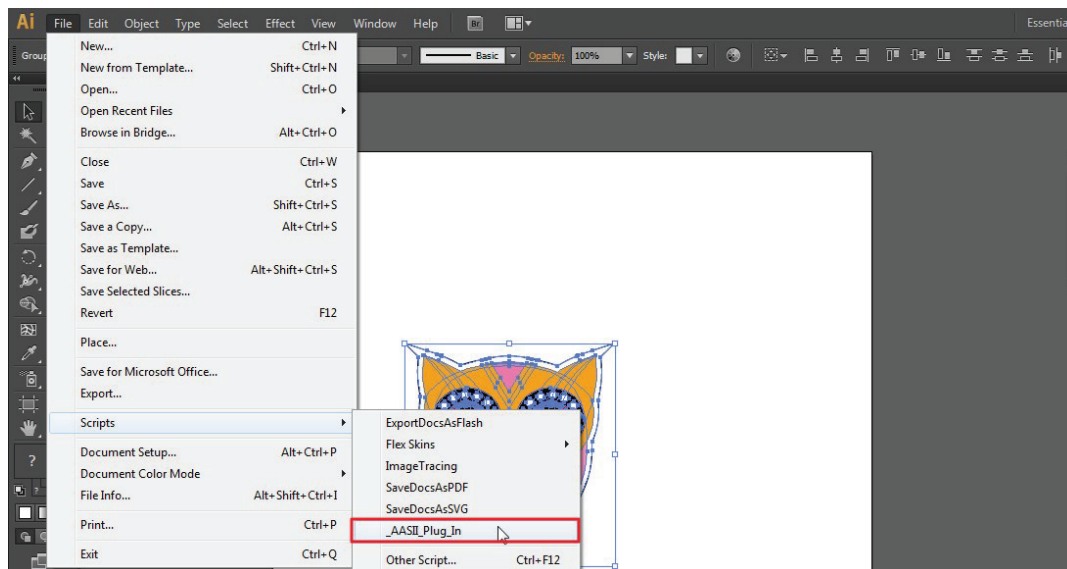 Ai File Edit Object Type Select Effect View Window Help Br Essentia
Group Basic Opacity: 100% Style:
New... Ctrl+N
New from Template... Shift+Ctrl+N
Open... Ctrl+O
Open Recent Files
Browse in Bridge... Alt+Ctrl+O
Close Ctrl+W
Save Ctrl+S
Save As... Shift+Ctrl+S
Save a Copy... Alt+Ctrl+S
Save as Template...
Save for Web... Alt+Shift+Ctrl+S
Save Selected Slices...
Revert F12
Place...
Save for Microsoft Office...
Export...
Scripts
Document Setup... Alt+Ctrl+P
Document Color Mode
File Info... Alt+Shift+Ctrl+I
Print... Ctrl+P
Exit Ctrl+Q
ExportDocsAsFlash
Flex Skins
ImageTracing
SaveDocsAsPDF
SaveDocsAsSVG
_AASII_Plug_In
Other Script... Ctrl+F12